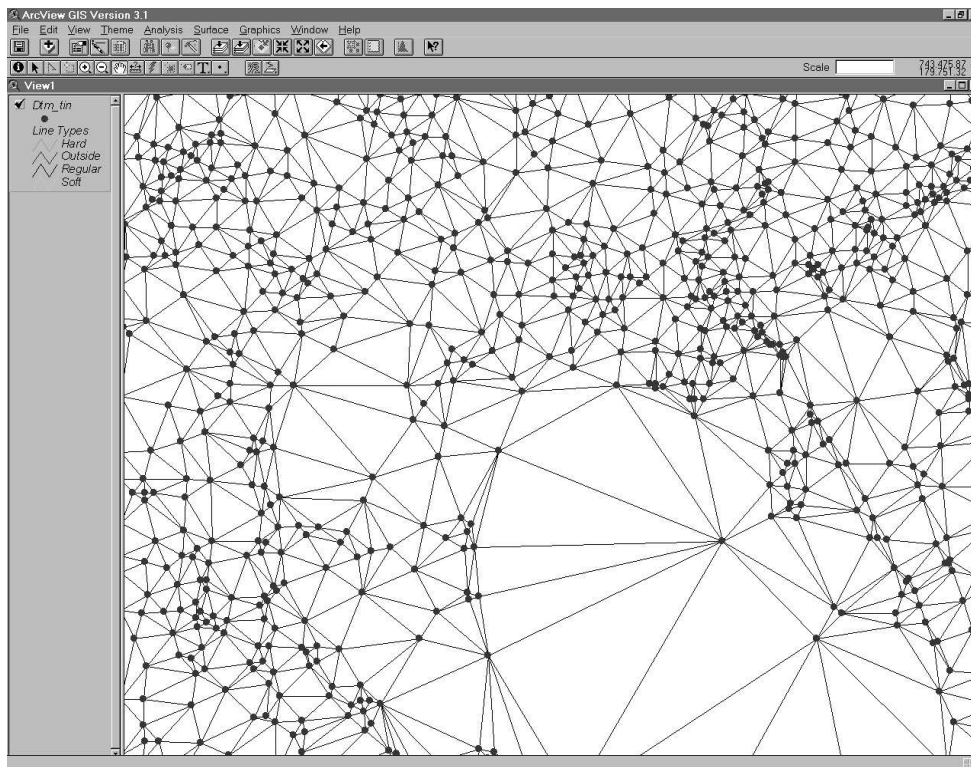 ArcView GIS Version 3.1
File Edit View Theme Analysis Surface Graphics Window Help
Scale 743,475.87
179,751.32
View1
Dtm_tin
Line Types
Hard
Outside
Regular
Soft